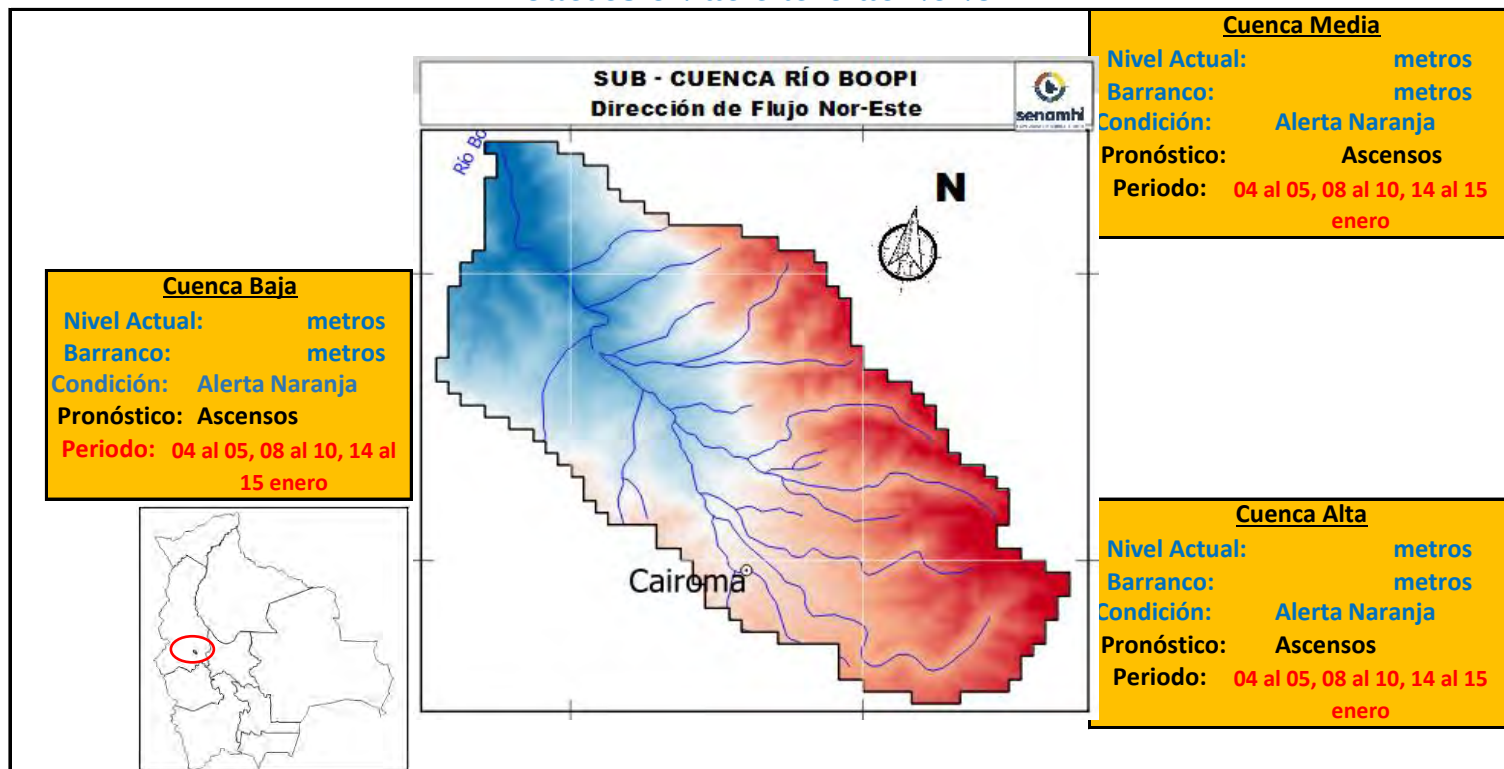 SUB - CUENCA RÍO BOOPI
Dirección de Flujo Nor-Este
senamhi
Río Bo
N
Cairoma
Cuenca Media
Nivel Actual: metros
Barranco: metros
Condición: Alerta Naranja
Pronóstico: Ascensos
Periodo: 04 al 05, 08 al 10, 14 al 15
enero
Cuenca Baja
Nivel Actual: metros
Barranco: metros
Condición: Alerta Naranja
Pronóstico: Ascensos
Periodo: 04 al 05, 08 al 10, 14 al
15 enero
Cuenca Alta
Nivel Actual: metros
Barranco: metros
Condición: Alerta Naranja
Pronóstico: Ascensos
Periodo: 04 al 05, 08 al 10, 14 al 15
enero